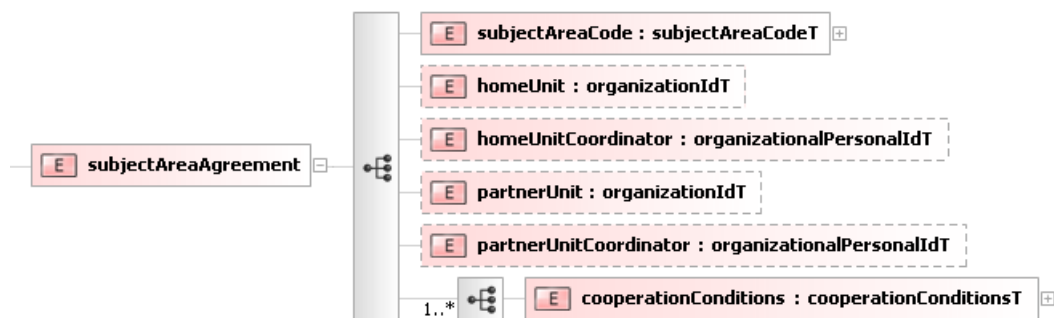 E subjectAreaCode : subjectAreaCodeT
E homeUnit : organizationIdT
E homeUnitCoordinator : organizationalPersonalIdT
E subjectAreaAgreement
E partnerUnit : organizationIdT
E partnerUnitCoordinator : organizationalPersonalIdT
1..* E cooperationConditions : cooperationConditionsT